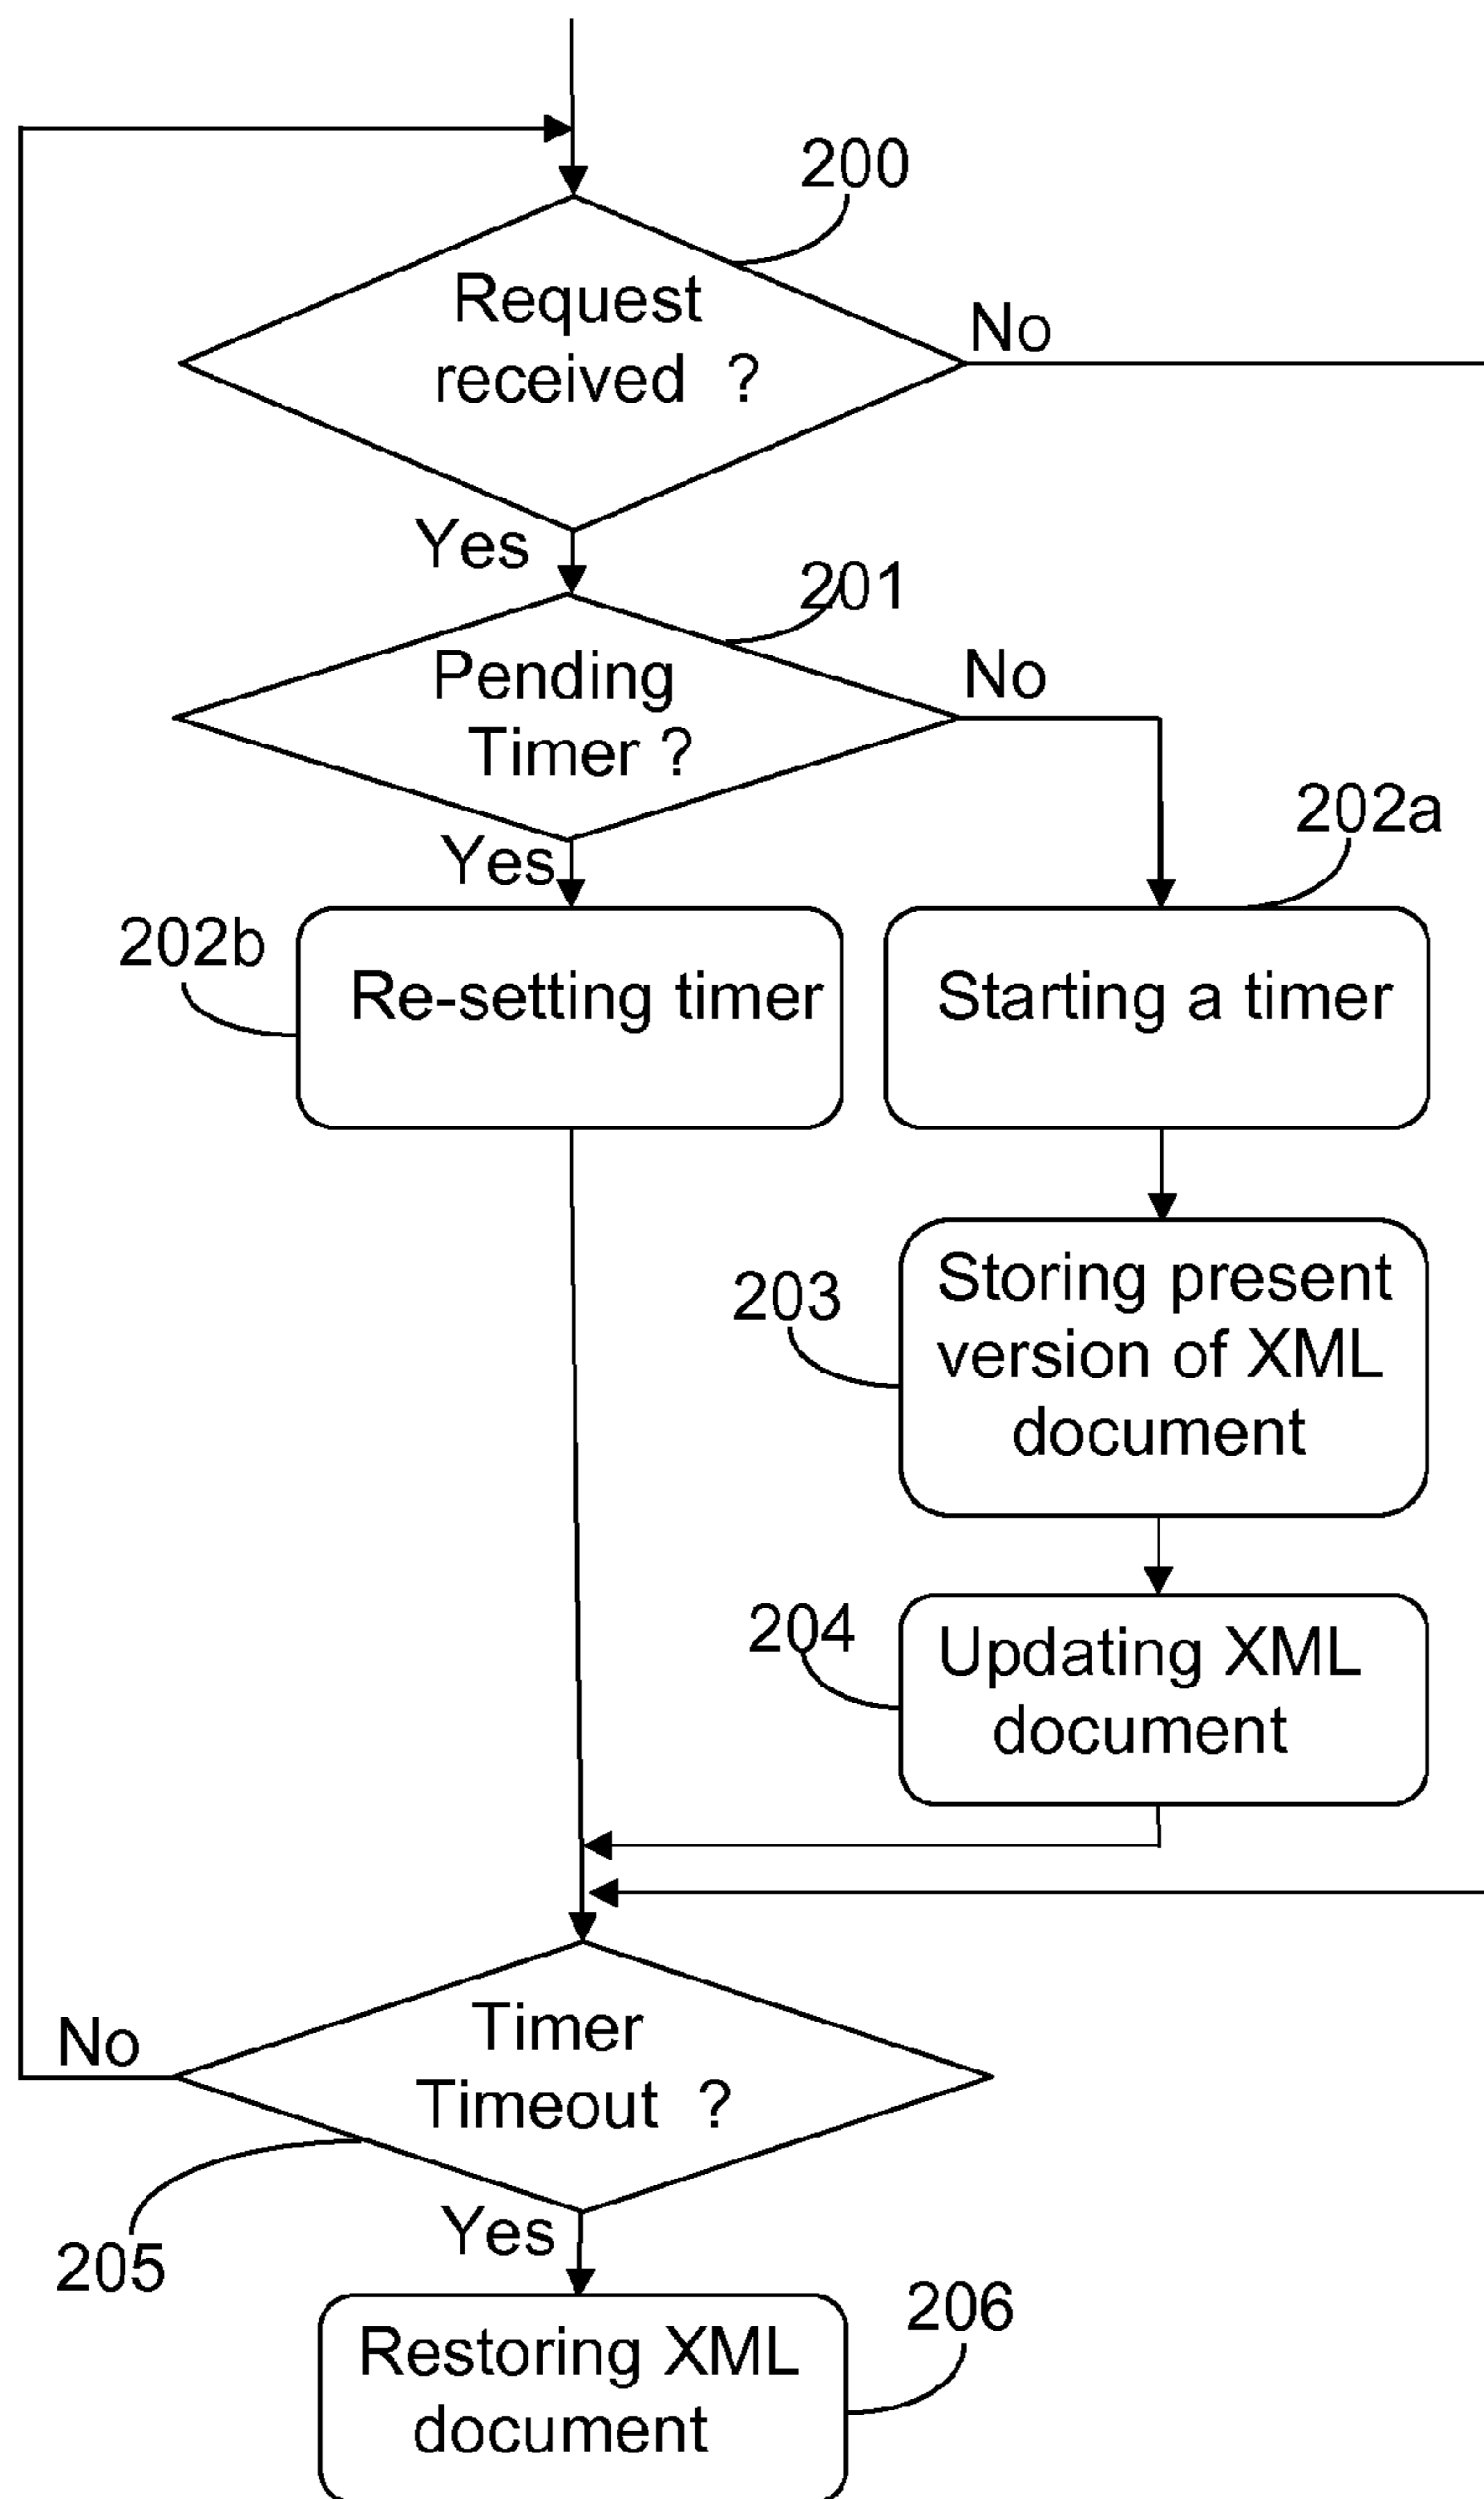 200
Request
received ?
No
Yes
201
Pending
Timer ?
No
Yes
202a
202b
Re-setting timer
Starting a timer
203
Storing present
version of XML
document
204
Updating XML
document
Timer
Timeout ?
No
Yes
205
206
Restoring XML
document